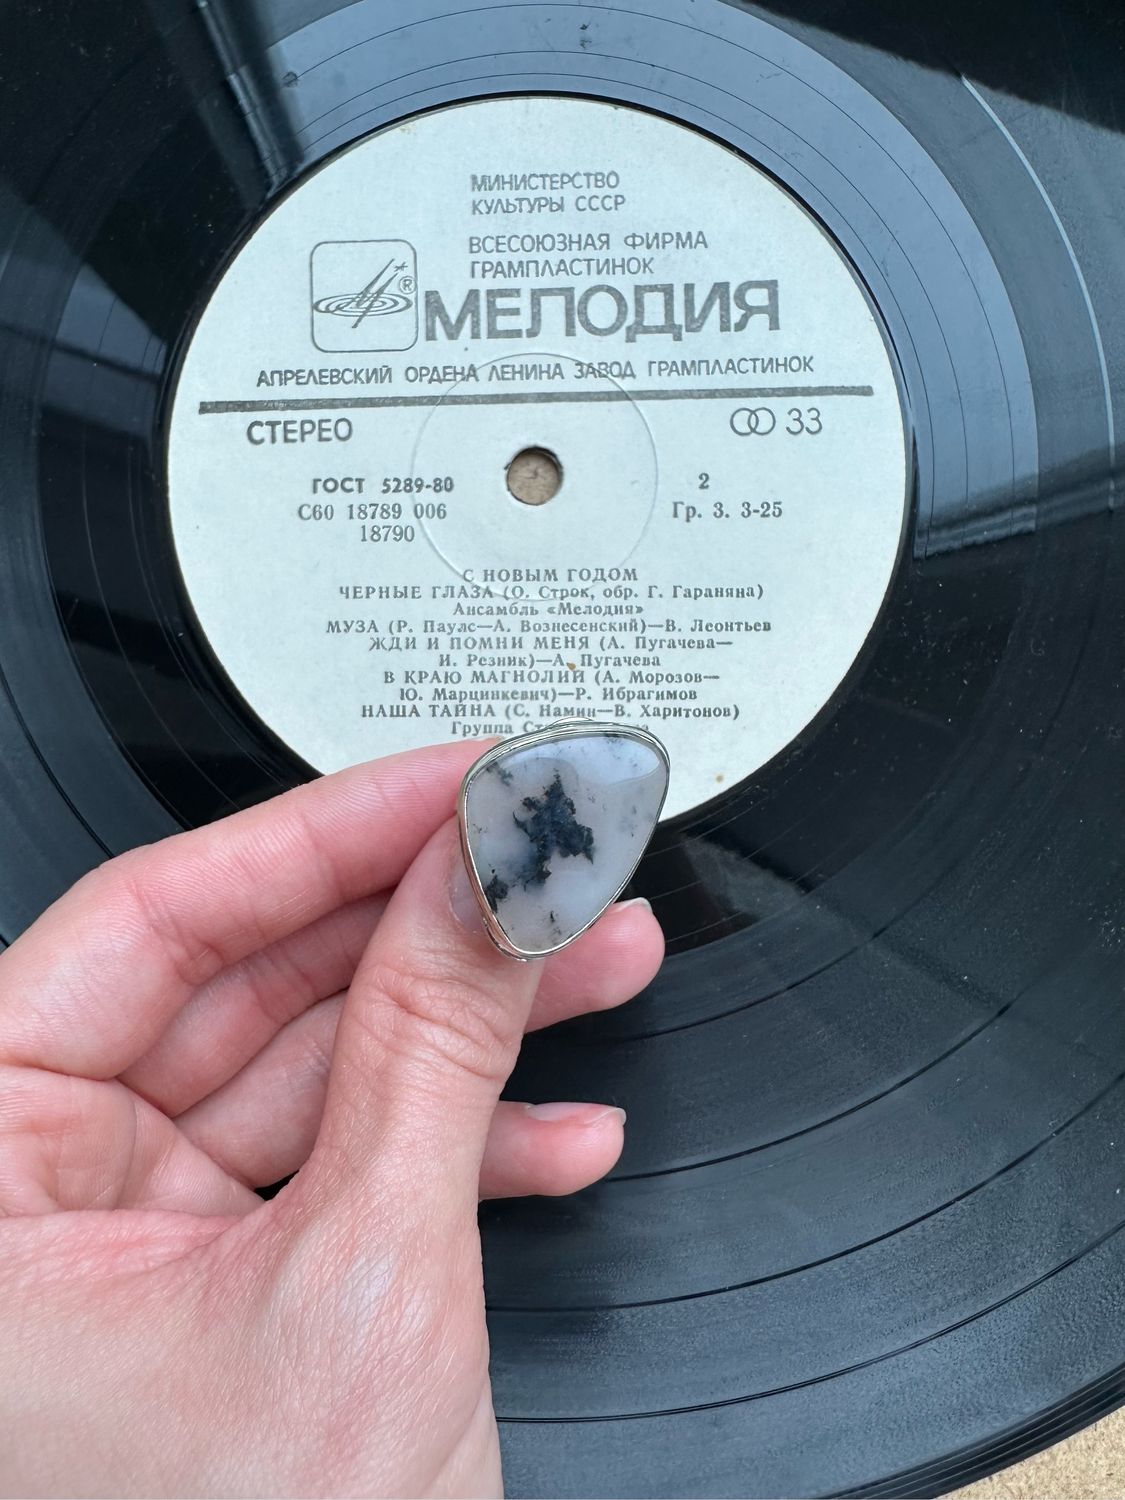 МИНИСТЕРСТВО
КУЛЬТУРЫ СССР
ВСЕСОЮЗНАЯ ФИРМА
ГРАМПЛАСТИНОК
® МЕЛОДИЯ
АПРЕЛЕВСКИЙ ОРДЕНА ЛЕНИНА ЗАВОД ГРАМПЛАСТИНОК
СТЕРЕО 33
ГОСТ 5289-80 2
С60 18789 006 Гр. 3. 3-25
18790
С НОВЫМ ГОДОМ
ЧЕРНЫЕ ГЛАЗА (О. Строк, обр. Г. Гараняна)
Ансамбль «Мелодия»
МУЗА (Р. Паулс—А. Вознесенский)—В. Леонтьев
ЖДИ И ПОМНИ МЕНЯ (А. Пугачева—
И. Резник)—А. Пугачева
В КРАЮ МАГНОЛИЙ (А. Морозов—
Ю. Марцинкевич)—Р. Ибрагимов
НАША ТАЙНА (С. Намин—В. Харитонов)
Группа